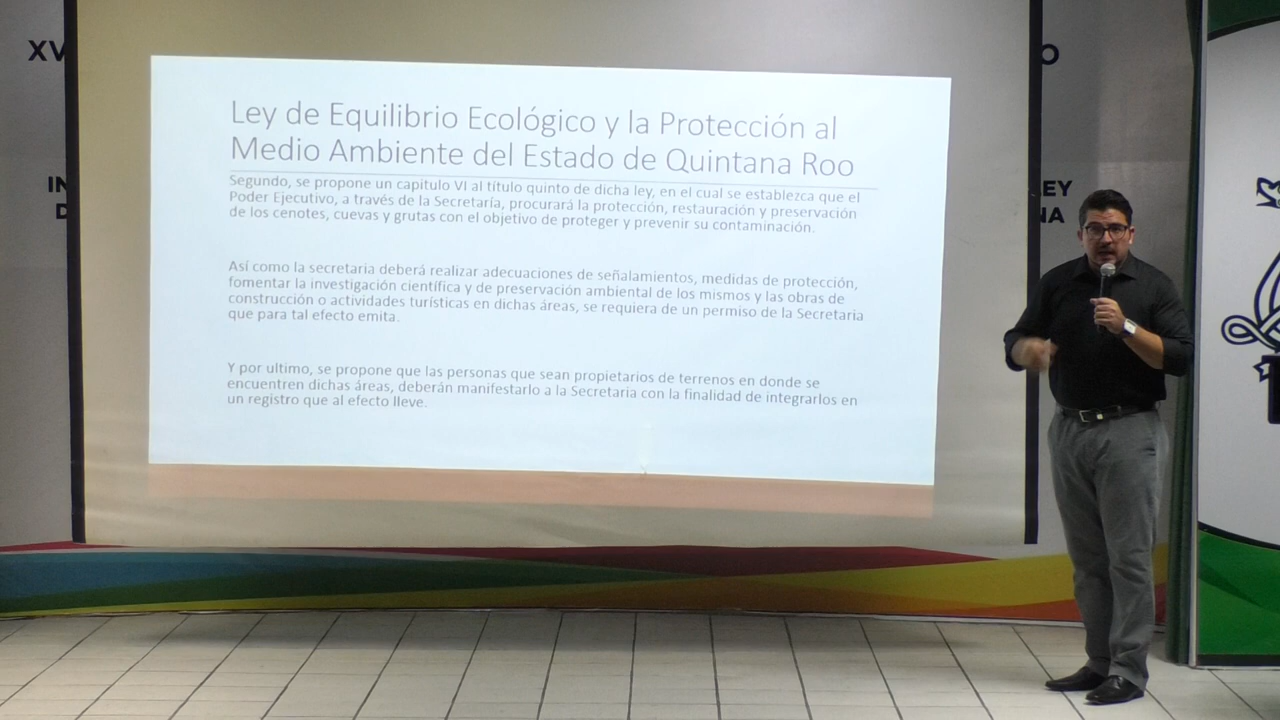 XV
O
IN
D
EY
NA
Ley de Equilibrio Ecológico y la Protección al
Medio Ambiente del Estado de Quintana Roo
Segundo, se propone un capitulo VI al título quinto de dicha ley, en el cual se establezca que el
Poder Ejecutivo, a través de la Secretaría, procurará la protección, restauración y preservación
de los cenotes, cuevas y grutas con el objetivo de proteger y prevenir su contaminación.
Así como la secretaria deberá realizar adecuaciones de señalamientos, medidas de protección,
fomentar la investigación científica y de preservación ambiental de los mismos y las obras de
construcción o actividades turísticas en dichas áreas, se requiera de un permiso de la Secretaria
que para tal efecto emita.
Y por ultimo, se propone que las personas que sean propietarios de terrenos en donde se
encuentren dichas áreas, deberán manifestarlo a la Secretaria con la finalidad de integrarlos en
un registro que al efecto lleve.